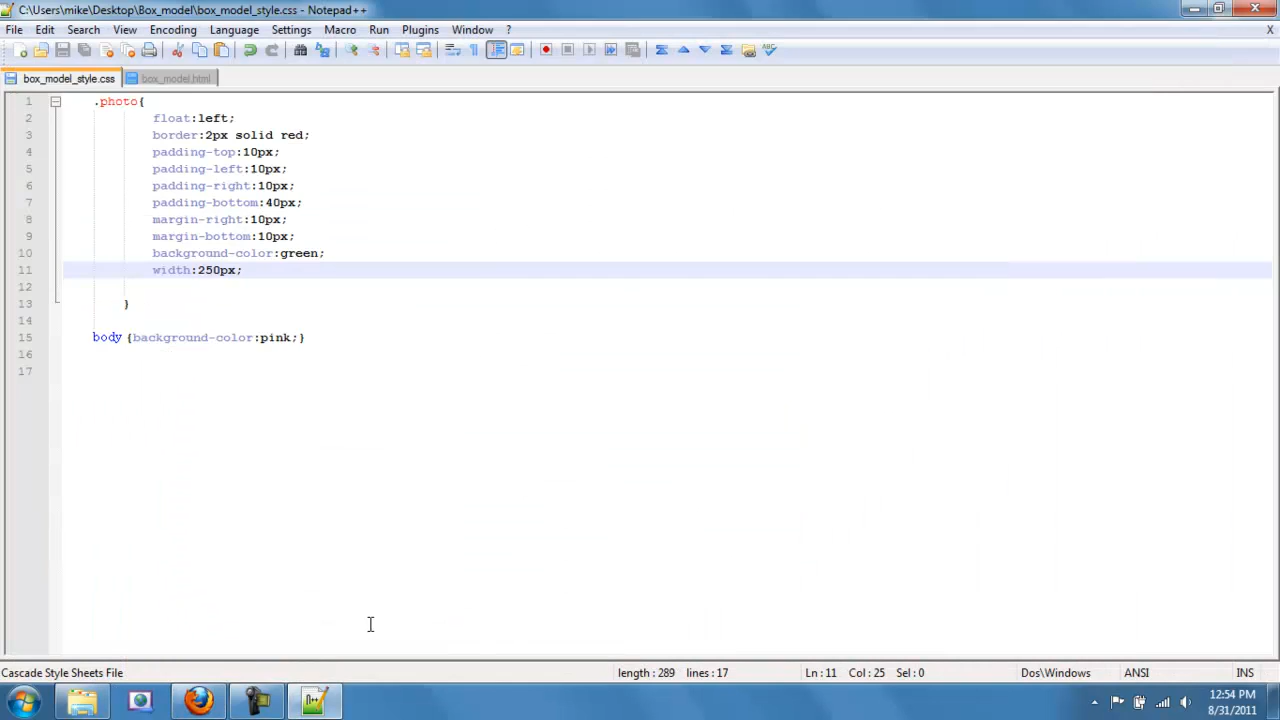 C:\Users\mike\Desktop\Box_model\box_model_style.css - Notepad++
File Edit Search View Encoding Language Settings Macro Run Plugins Window ? X
box_model_style.css box_model.html
1 .photo{
2 float:left;
3 border:2px solid red;
4 padding-top:10px;
5 padding-left:10px;
6 padding-right:10px;
7 padding-bottom:40px;
8 margin-right:10px;
9 margin-bottom:10px;
10 background-color:green;
11 width:250px;
12
13 }
14
15 body {background-color:pink;}
16
17
Cascade Style Sheets File length : 289 lines : 17 Ln : 11 Col : 25 Sel : 0 Dos\Windows ANSI INS
12:54 PM
8/31/2011